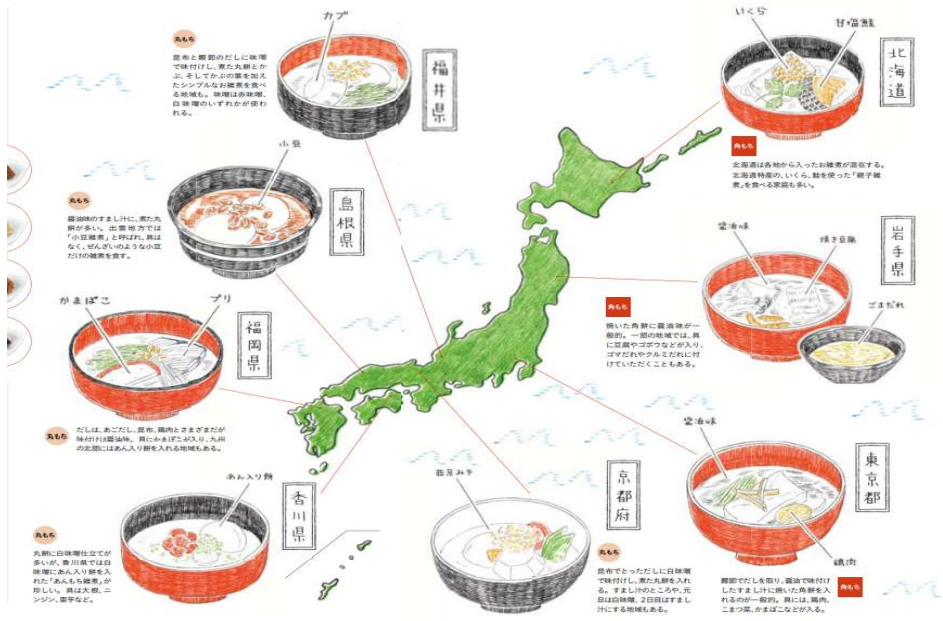 カブ
丸もち
福井県
昆布と鰹節のだしに味噌
で味付けし、煮た丸餅とか
ぶ、そしてかぶの葉を加え
たシンプルなお雑煮を食べ
る地域も。味噌は赤味噌、
白味噌のいずれかが使わ
れる。
いくら
甘塩鮭
北海道
角もち
北海道は各地から入ったお雑煮が混在する。
北海道特産の、いくら、鮭を使った「親子雑
煮」を食べる家庭も多い。
小豆
丸もち
島根県
醤油味のすまし汁に、煮た丸
餅が多い。出雲地方では
「小豆雑煮」と呼ばれ、具は
なく、ぜんざいのような小豆
だけの雑煮を食す。
醤油味
焼き豆腐
岩手県
ごまだれ
角もち
焼いた角餅に醤油味が一
般的。一部の地域では、具
に豆腐やゴボウなどが入り、
ゴマだれやクルミだれに付
けていただくこともある。
かまぼこ
ブリ
福岡県
丸もち
だしは、あごだし、昆布、鶏肉とさまざまだが
味付けは醤油味。具にかまぼこが入り、九州
の北部にはあん入り餅を入れる地域もある。
醤油味
東京都
鶏肉
鰹節でだしを取り、醤油で味付け
したすまし汁に焼いた角餅を入
れるのが一般的。具には、鶏肉、
こまつ菜、かまぼこなどが入る。
角もち
あん入り餅
香川県
丸もち
丸餅に白味噌仕立てが
多いが、香川県では白
味噌にあん入り餅を入
れた「あんもち雑煮」が
珍しい。具は大根、ニ
ンジン、里芋など。
西京みそ
京都府
丸もち
昆布でとっただしに白味噌
で味付けし、煮た丸餅を入れ
る。すまし汁のところや、元
旦は白味噌、2日目はすまし
汁にする地域もある。